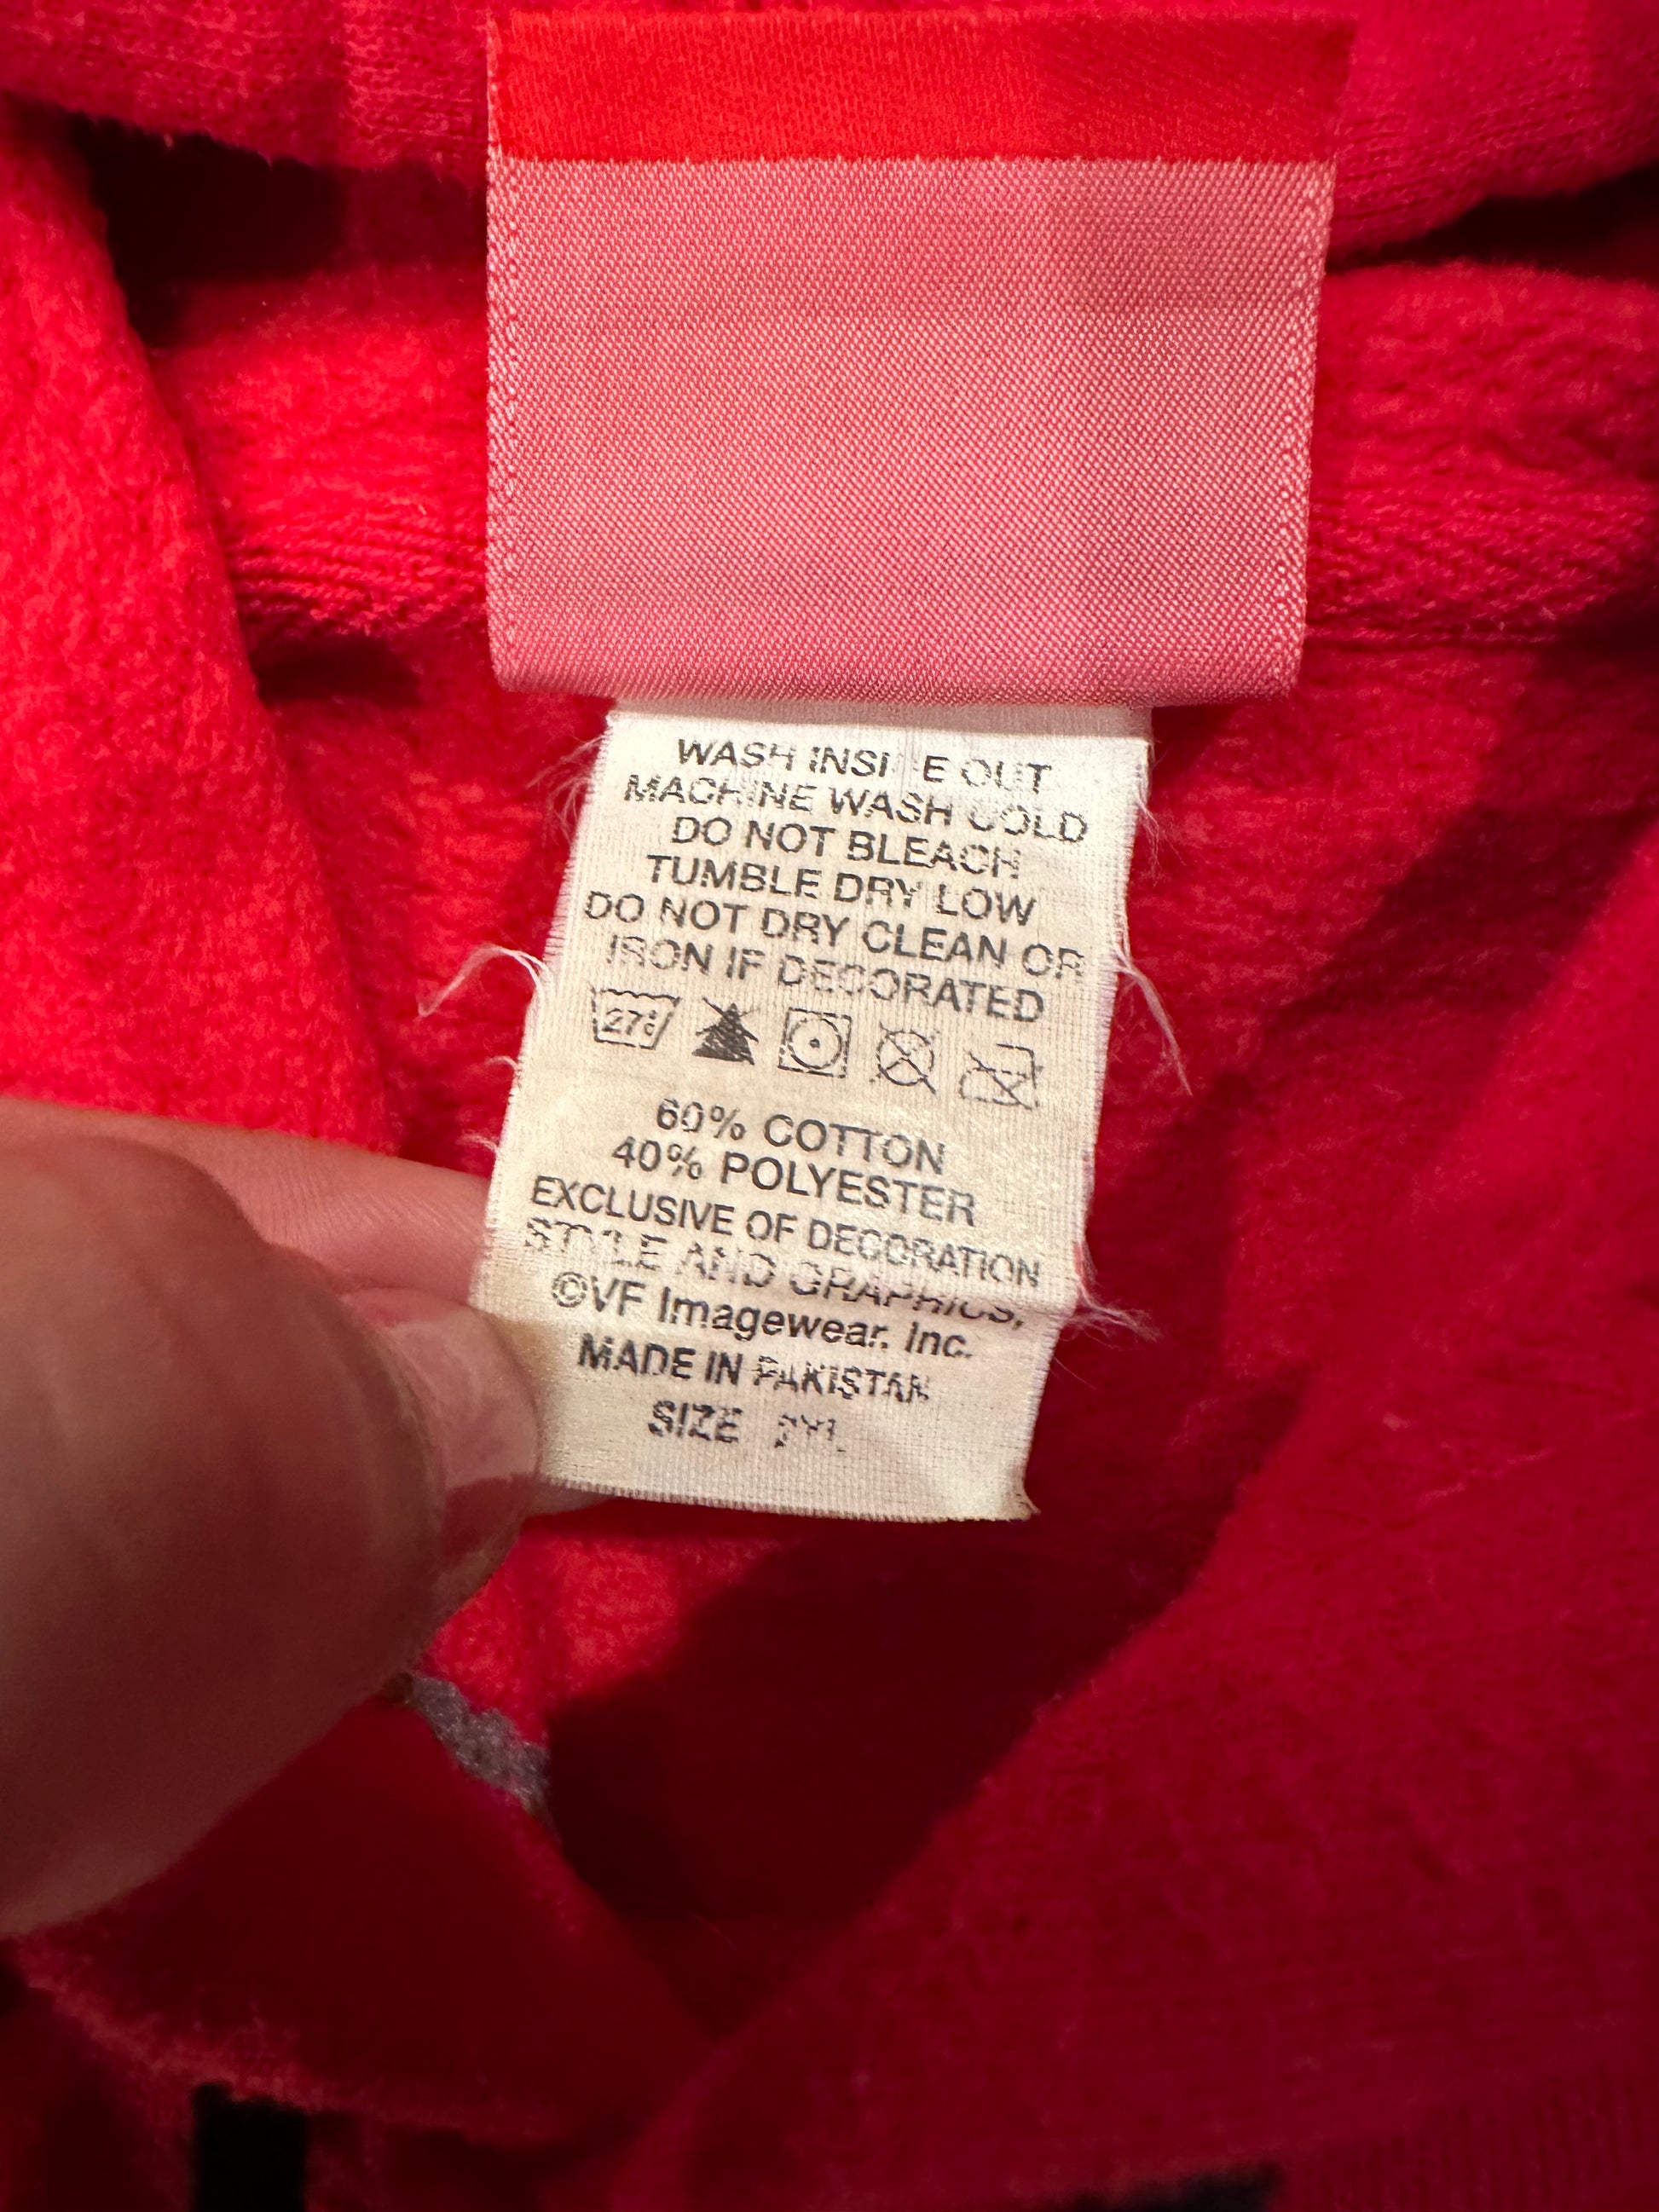 WASH INSIDE OUT
MACHINE WASH COLD
DO NOT BLEACH
TUMBLE DRY LOW
DO NOT DRY CLEAN OR
IRON IF DECORATED
27°
60% COTTON
40% POLYESTER
EXCLUSIVE OF DECORATION
STYLE AND GRAPHICS,
©VF Imagewear, Inc.
MADE IN PAKISTAN
SIZE